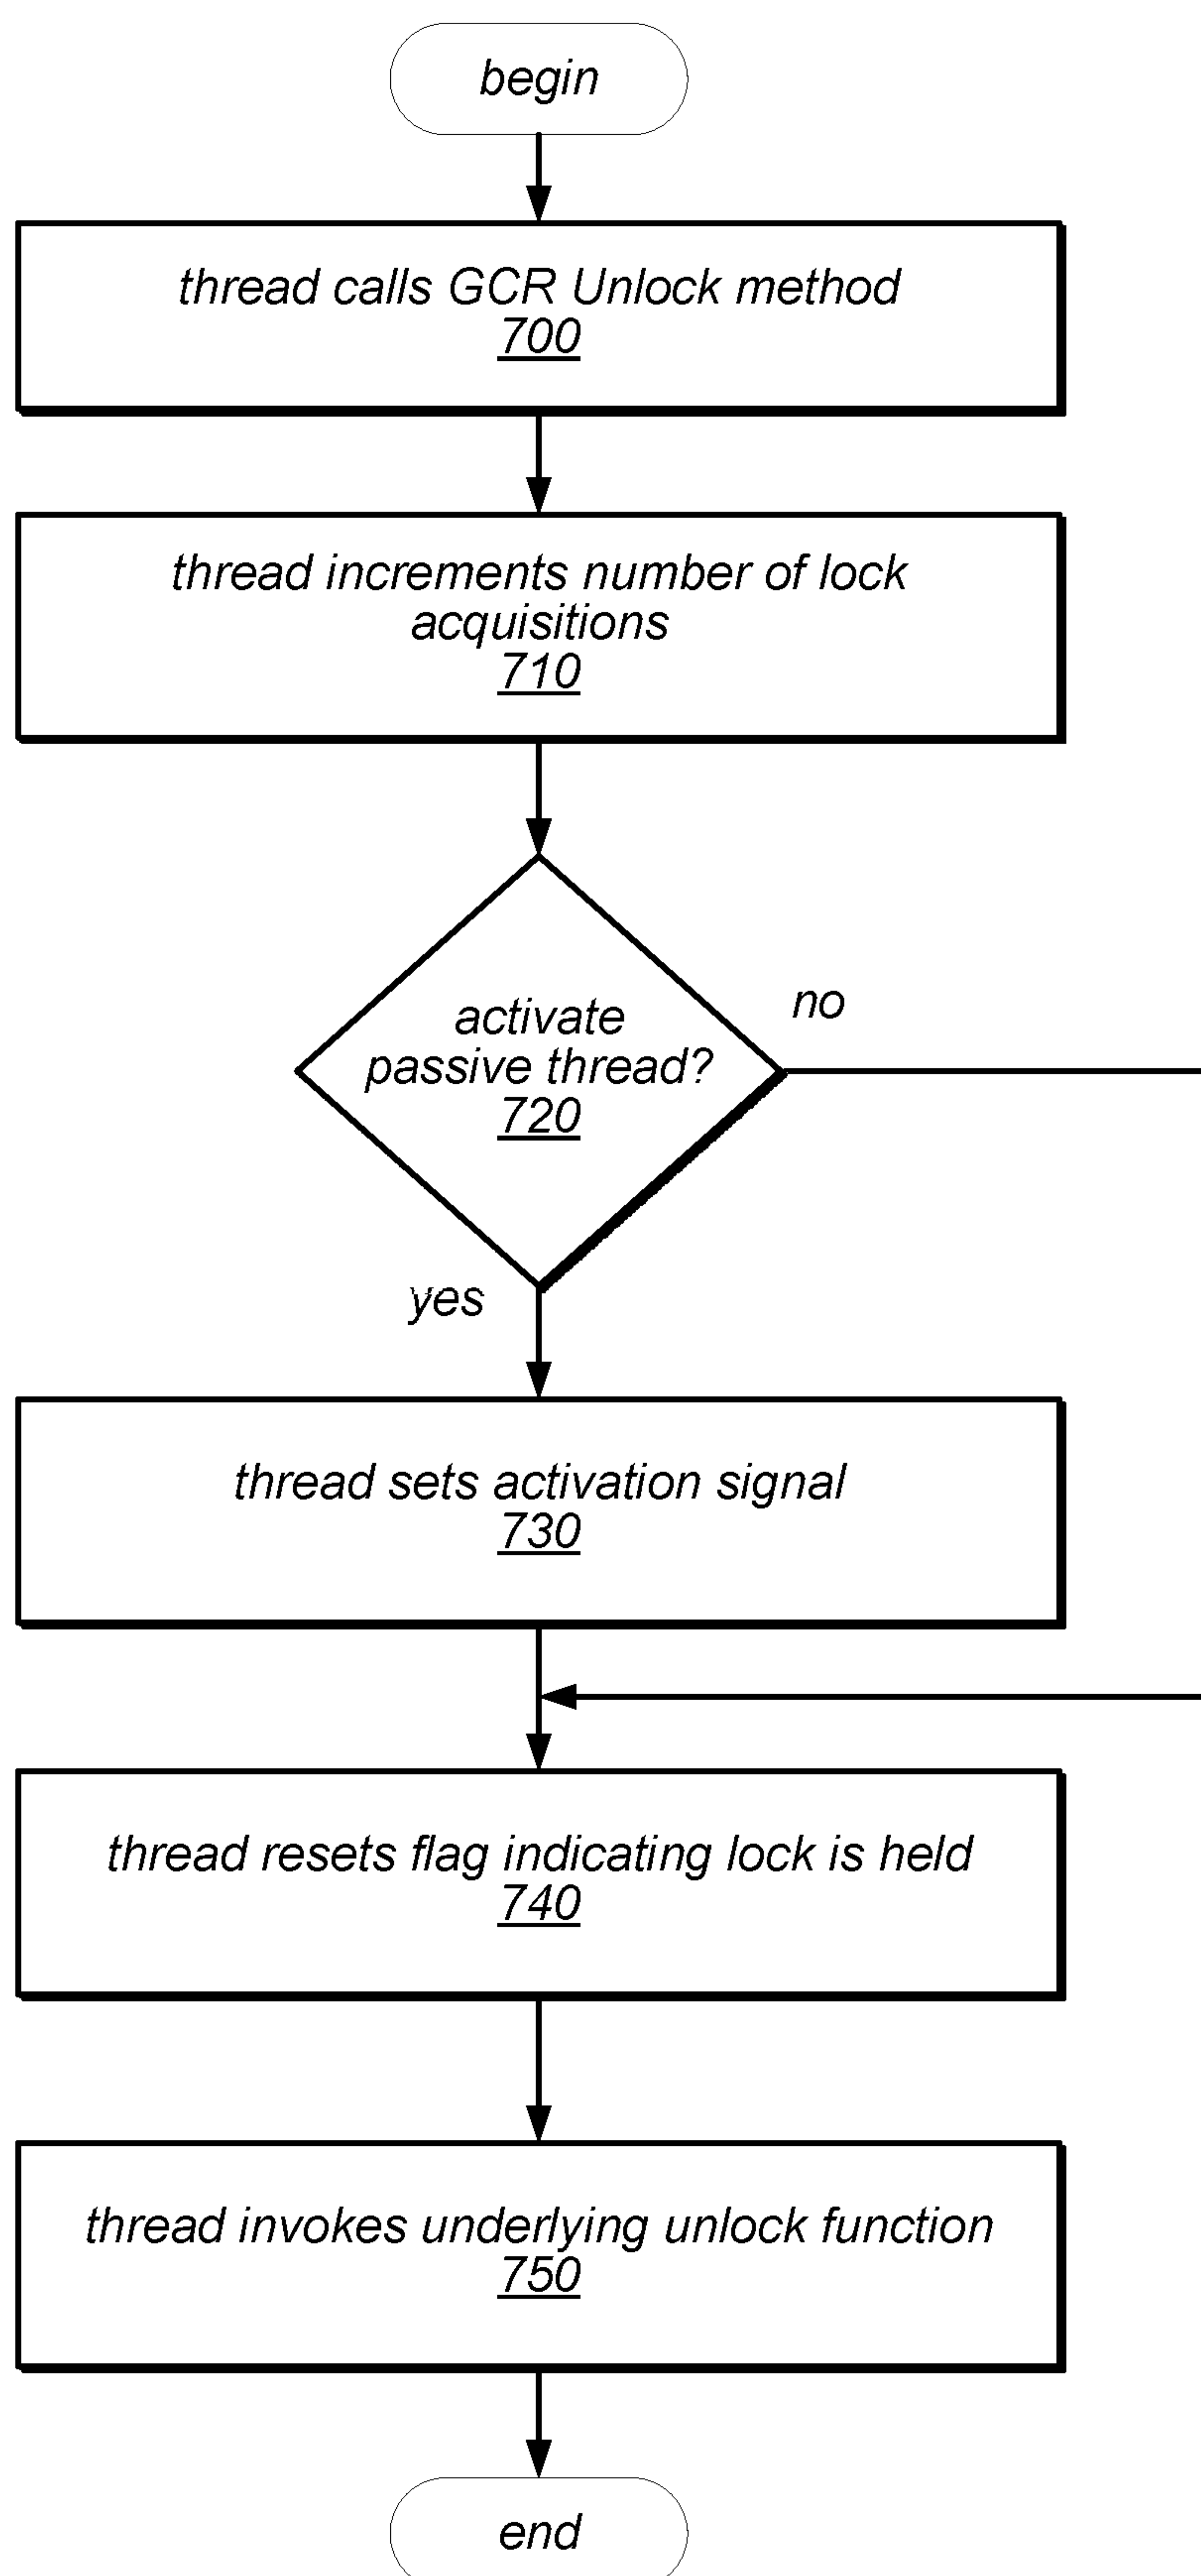 begin
thread calls GCR Unlock method
700
thread increments number of lock
acquisitions
710
activate
passive thread?
720
no
yes
thread sets activation signal
730
thread resets flag indicating lock is held
740
thread invokes underlying unlock function
750
end